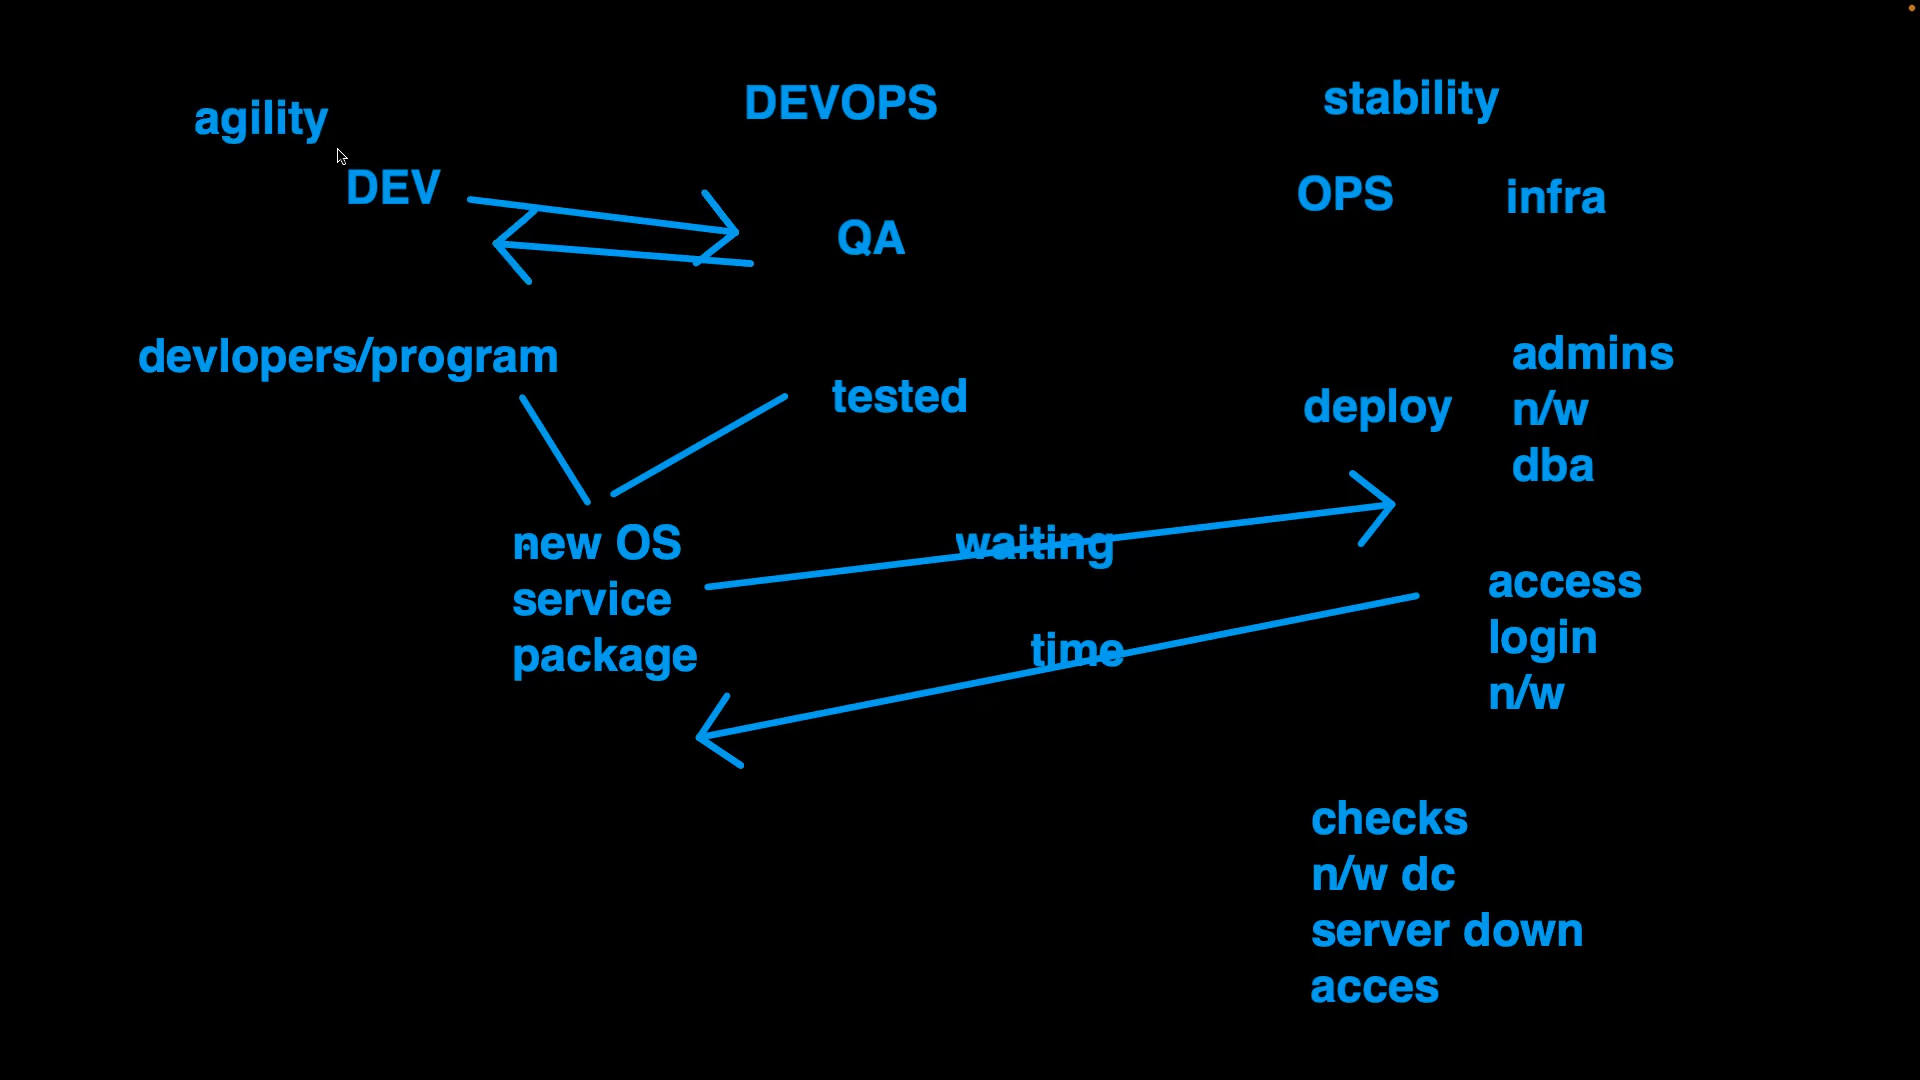 agility
DEVOPS
stability
DEV
OPS
infra
QA
devlopers/program
tested
deploy
admins
n/w
dba
new OS
service
package
waiting
time
access
login
n/w
checks
n/w dc
server down
acces